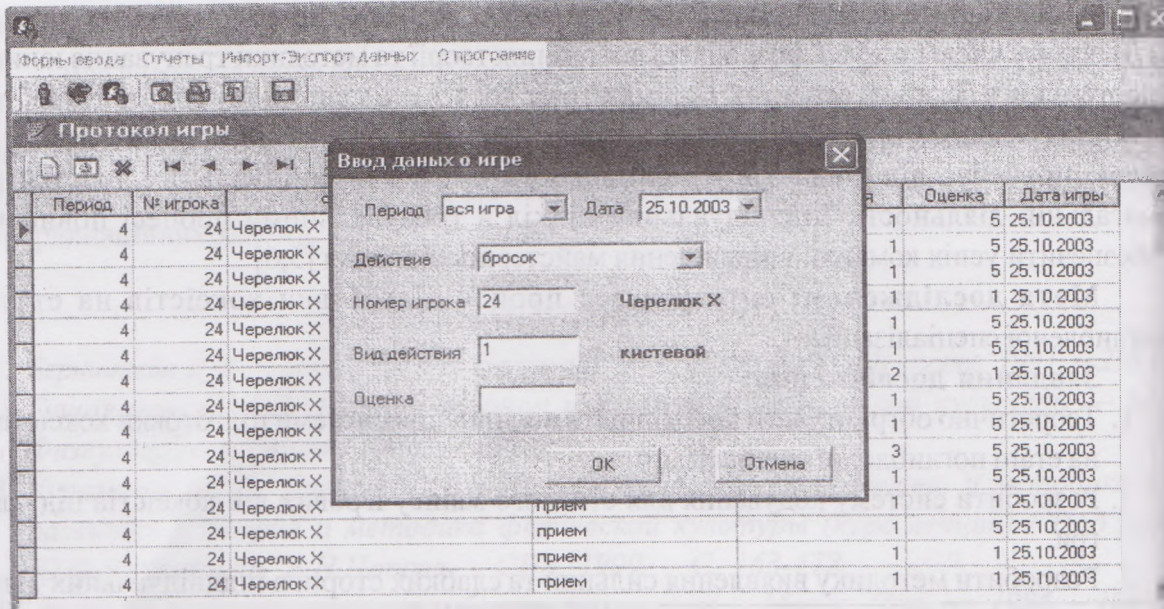 Формы ввода Отчеты Импорт-Экспорт данных О программе
Протокол игры
Ввод даных о игре
Период вся игра Дата 25.10.2003
Действие бросок
Номер игрока 24 Черелюк Х
Вид действия 1 кистевой
Оценка
ОК Отмена
Период № игрока Оценка Дата игры
4 24 Черелюк Х 1 5 25.10.2003
4 24 Черелюк Х 1 5 25.10.2003
4 24 Черелюк Х 1 5 25.10.2003
4 24 Черелюк Х 1 1 25.10.2003
4 24 Черелюк Х 1 5 25.10.2003
4 24 Черелюк Х 1 5 25.10.2003
4 24 Черелюк Х 2 1 25.10.2003
4 24 Черелюк Х 1 5 25.10.2003
4 24 Черелюк Х 1 5 25.10.2003
4 24 Черелюк Х 3 5 25.10.2003
4 24 Черелюк Х 1 5 25.10.2003
4 24 Черелюк Х прием 1 1 25.10.2003
4 24 Черелюк Х прием 1 5 25.10.2003
4 24 Черелюк Х прием 1 1 25.10.2003
4 24 Черелюк Х прием 1 1 25.10.2003